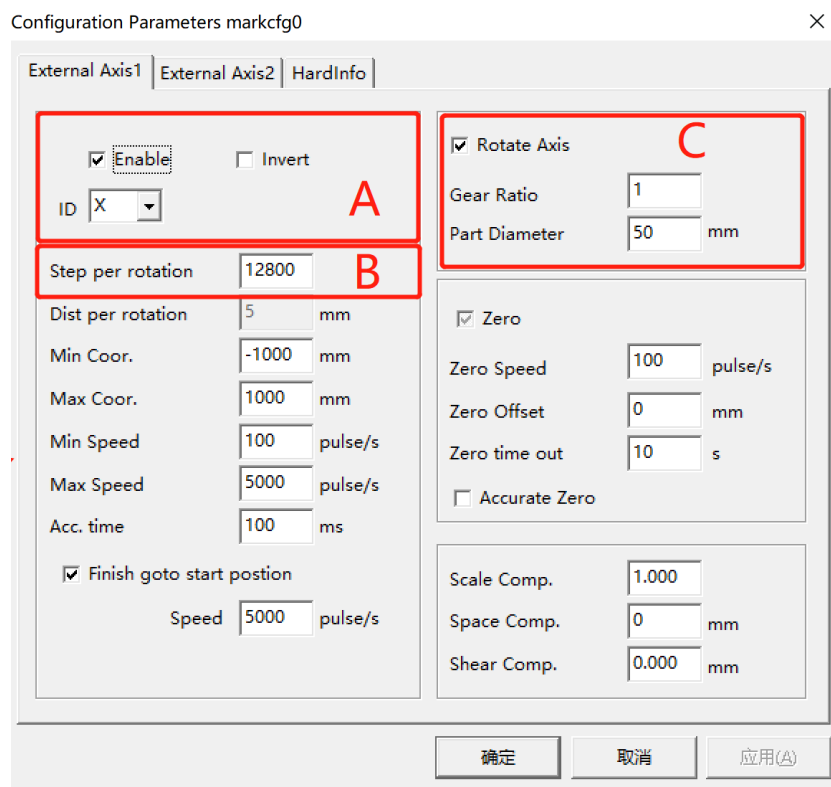 Configuration Parameters markcfg0
External Axis1 External Axis2 HardInfo
Enable Invert
ID X
A
Step per rotation 12800
B
Dist per rotation 5 mm
Min Coor. -1000 mm
Max Coor. 1000 mm
Min Speed 100 pulse/s
Max Speed 5000 pulse/s
Acc. time 100 ms
Finish goto start postion
Speed 5000 pulse/s
Rotate Axis
C
Gear Ratio 1
Part Diameter 50 mm
Zero
Zero Speed 100 pulse/s
Zero Offset 0 mm
Zero time out 10 s
Accurate Zero
Scale Comp. 1.000
Space Comp. 0 mm
Shear Comp. 0.000 mm
确定 取消 应用(A)